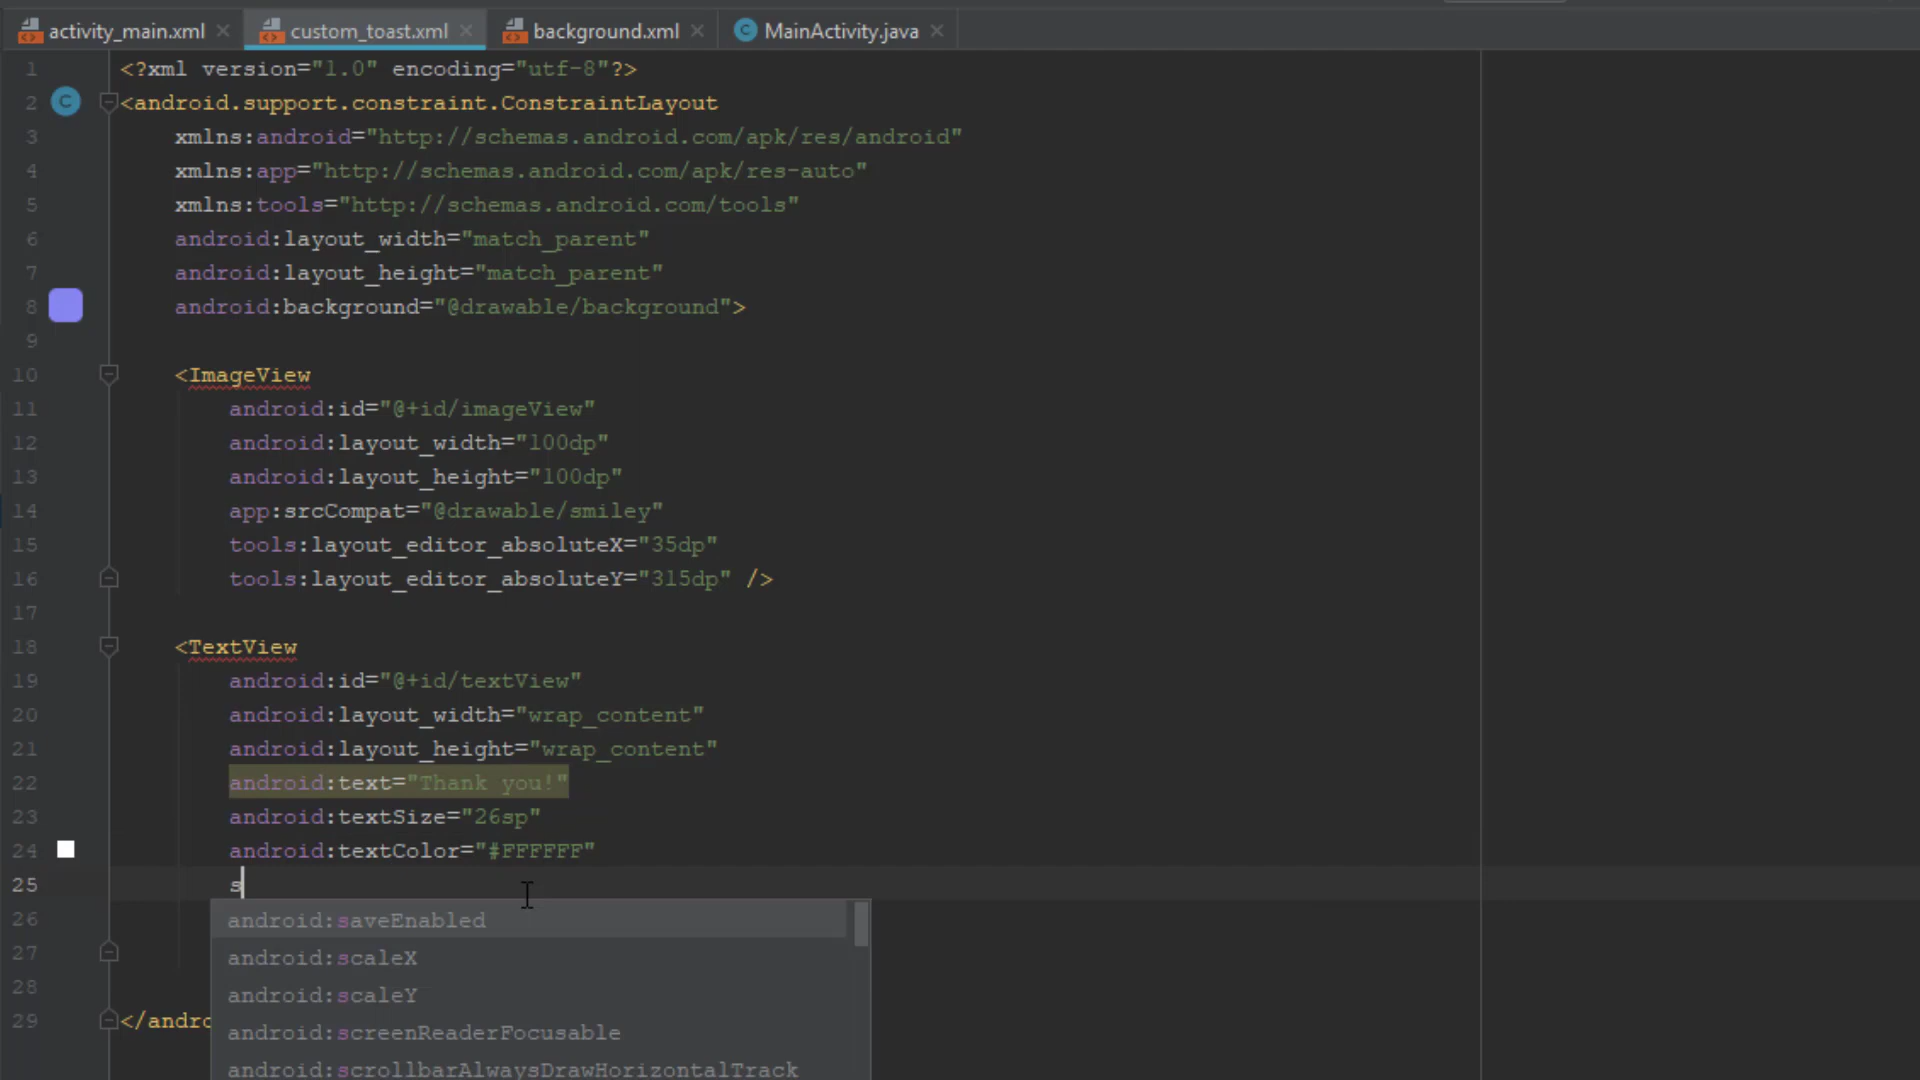 activity_main.xml custom_toast.xml background.xml MainActivity.java
1 <?xml version="1.0" encoding="utf-8"?>
2 <android.support.constraint.ConstraintLayout
3 xmlns:android="http://schemas.android.com/apk/res/android"
4 xmlns:app="http://schemas.android.com/apk/res-auto"
5 xmlns:tools="http://schemas.android.com/tools"
6 android:layout_width="match_parent"
7 android:layout_height="match_parent"
8 android:background="@drawable/background">
9
10 <ImageView
11 android:id="@+id/imageView"
12 android:layout_width="100dp"
13 android:layout_height="100dp"
14 app:srcCompat="@drawable/smiley"
15 tools:layout_editor_absoluteX="35dp"
16 tools:layout_editor_absoluteY="315dp" />
17
18 <TextView
19 android:id="@+id/textView"
20 android:layout_width="wrap_content"
21 android:layout_height="wrap_content"
22 android:text="Thank you!"
23 android:textSize="26sp"
24 android:textColor="#FFFFFF"
25 s
26 android:saveEnabled
27 android:scaleX
28 android:scaleY
29 </andro
android:screenReaderFocusable
android:scrollbarAlwaysDrawHorizontalTrack